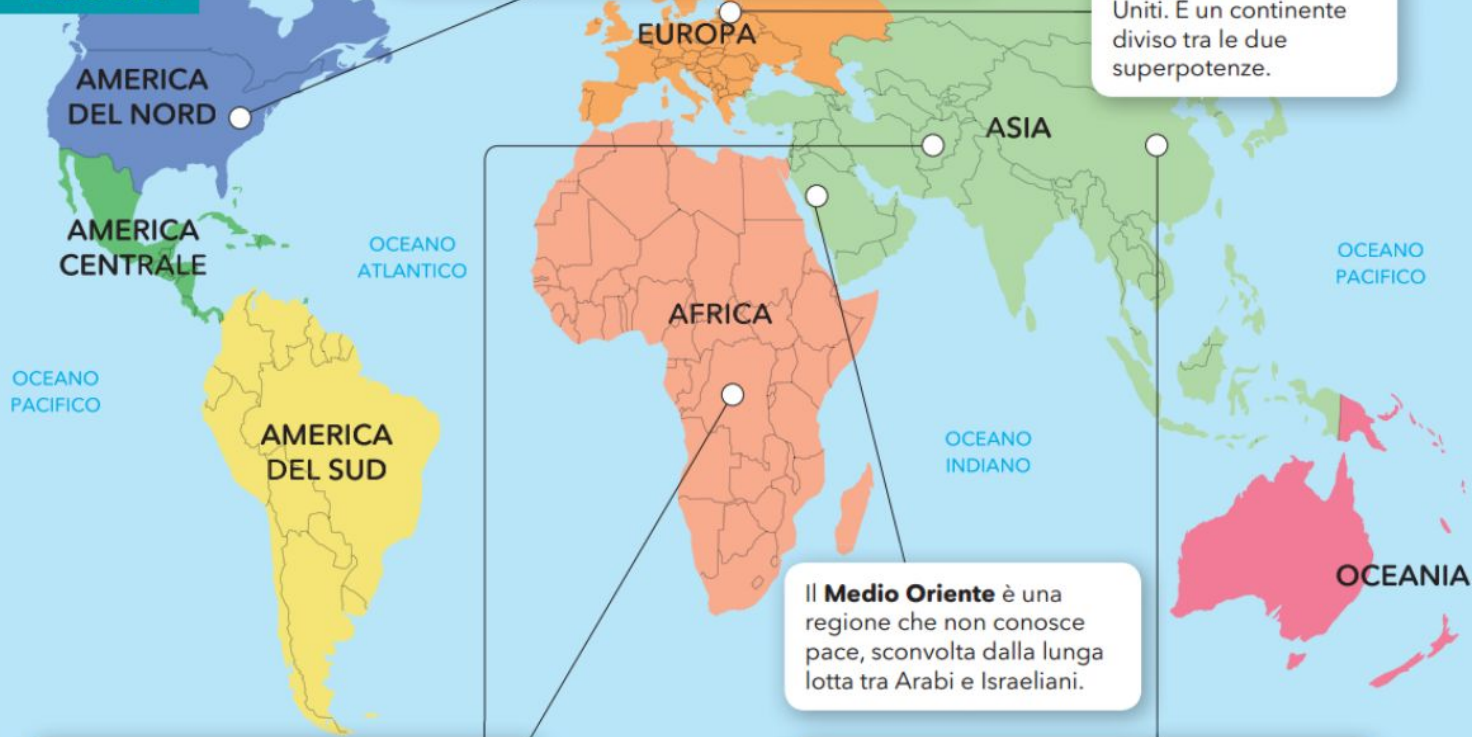 Uniti. È un continente
diviso tra le due
superpotenze.
EUROPA
AMERICA
DEL NORD
ASIA
AMERICA
CENTRALE
OCEANO
ATLANTICO
OCEANO
PACIFICO
AFRICA
OCEANO
PACIFICO
AMERICA
DEL SUD
OCEANO
INDIANO
OCEANIA
Il Medio Oriente è una
regione che non conosce
pace, sconvolta dalla lunga
lotta tra Arabi e Israeliani.